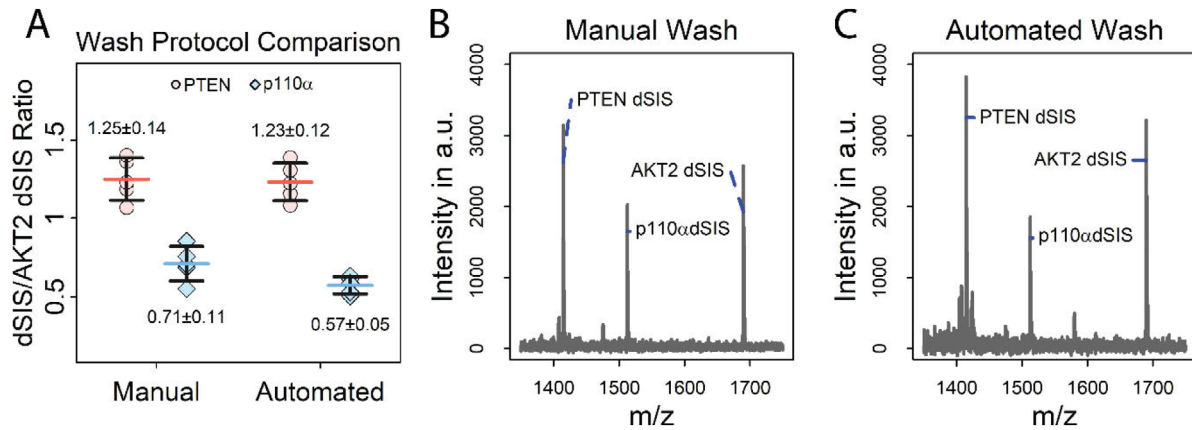 A
Wash Protocol Comparison
PTEN p110α
1.25±0.14
1.23±0.12
0.71±0.11
0.57±0.05
dSIS/AKT2 dSIS Ratio
0.5
1
1.5
Manual
Automated
B
Manual Wash
PTEN dSIS
AKT2 dSIS
p110αdSIS
Intensity in a.u.
0
1000
2000
3000
4000
1400
1500
1600
1700
m/z
C
Automated Wash
PTEN dSIS
AKT2 dSIS
p110αdSIS
Intensity in a.u.
0
1000
2000
3000
4000
1400
1500
1600
1700
m/z